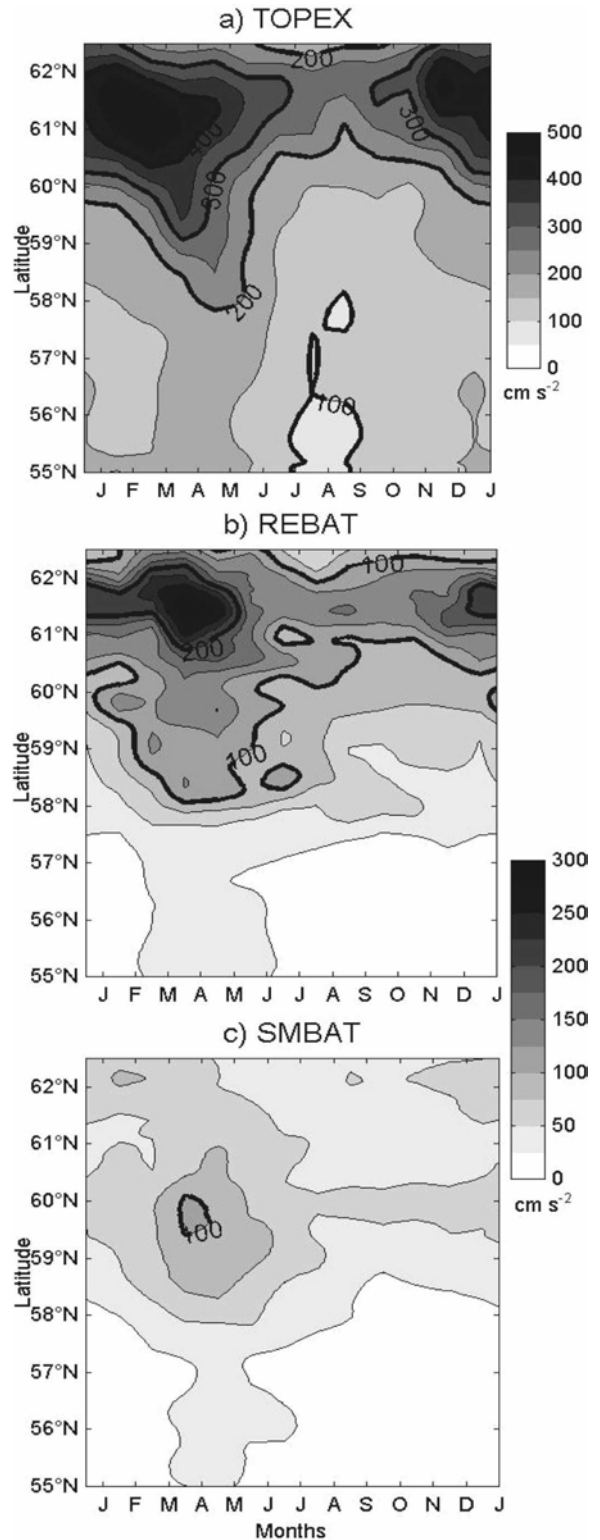 a) TOPEX
62°N
61°N
60°N
59°N
58°N
57°N
56°N
55°N
Latitude
200
400
300
300
200
100
J F M A M J J A S O N D J
500
400
300
200
100
0
cm s-2
b) REBAT
62°N
61°N
60°N
59°N
58°N
57°N
56°N
55°N
Latitude
100
200
100
J F M A M J J A S O N D J
300
250
200
150
100
50
0
cm s-2
c) SMBAT
62°N
61°N
60°N
59°N
58°N
57°N
56°N
55°N
Latitude
100
J F M A M J J A S O N D J
Months